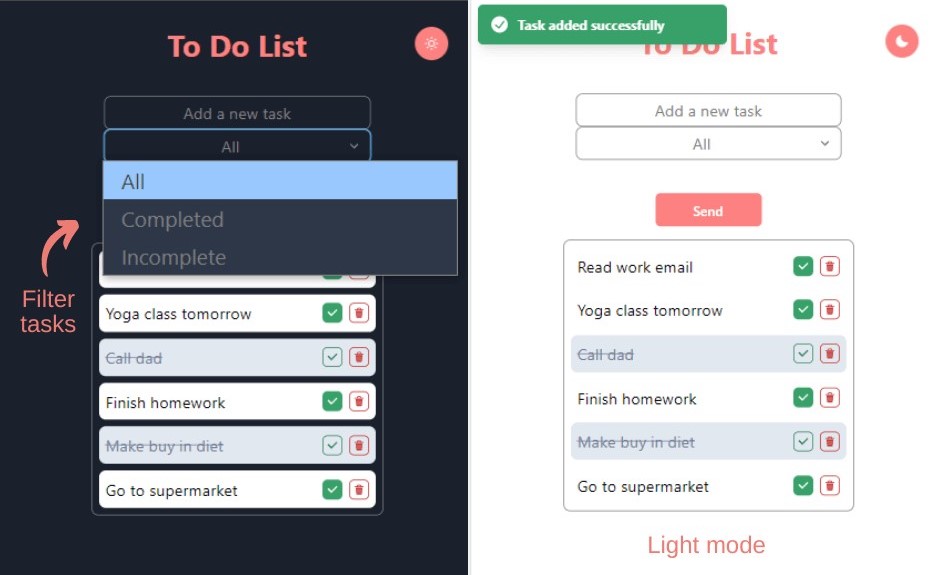 To Do List
Add a new task
All
All
Completed
Incomplete
Filter
tasks
Yoga class tomorrow
Call dad
Finish homework
Make buy in diet
Go to supermarket
Task added successfully
To Do List
Add a new task
All
Send
Read work email
Yoga class tomorrow
Call dad
Finish homework
Make buy in diet
Go to supermarket
Light mode